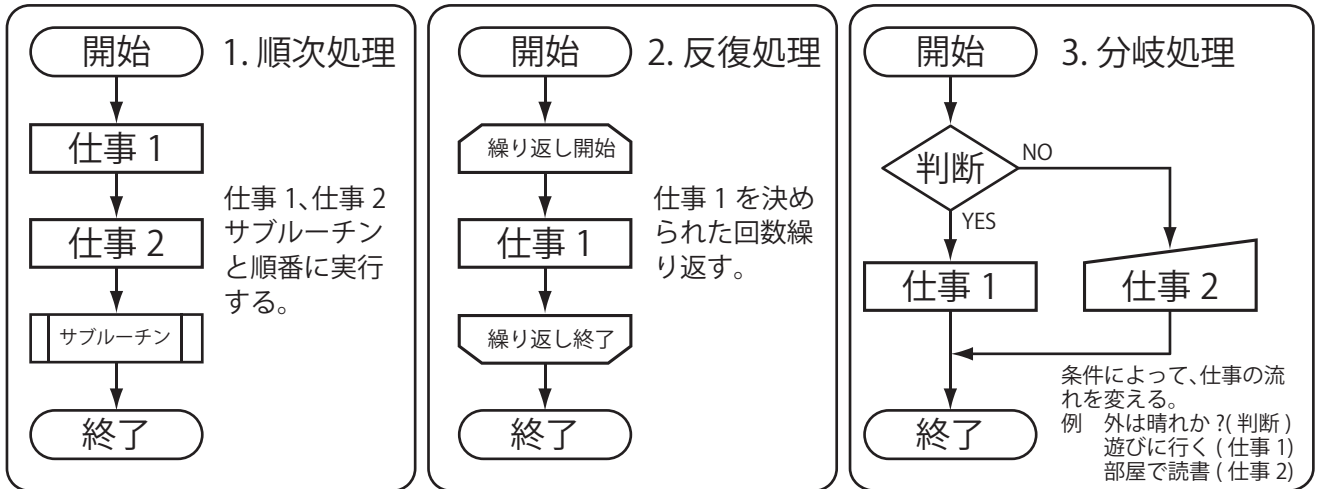 開始
1. 順次処理
仕事 1
仕事 2
サブルーチン
終了
仕事 1、仕事 2
サブルーチン
と順番に実行
する。
開始
2. 反復処理
繰り返し開始
仕事 1
繰り返し終了
終了
仕事 1 を決め
られた回数繰
り返す。
開始
3. 分岐処理
判断
NO
YES
仕事 1
仕事 2
終了
条件によって、仕事の流
れを変える。
例 外は晴れか ?( 判断 )
遊びに行く ( 仕事 1)
部屋で読書 ( 仕事 2)